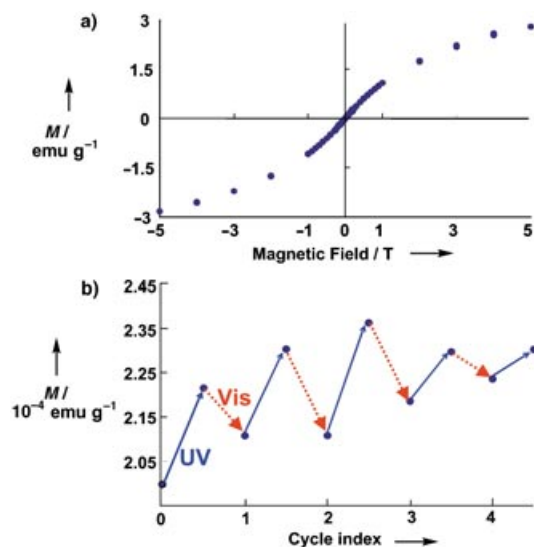 a)
3
1.5
0
−1.5
−3
M /
emu g⁻¹
−5 −3 −1 0 1 3 5
Magnetic Field / T
b)
2.45
2.35
2.25
2.15
2.05
M /
10⁻⁴ emu g⁻¹
Vis
UV
0 1 2 3 4
Cycle index